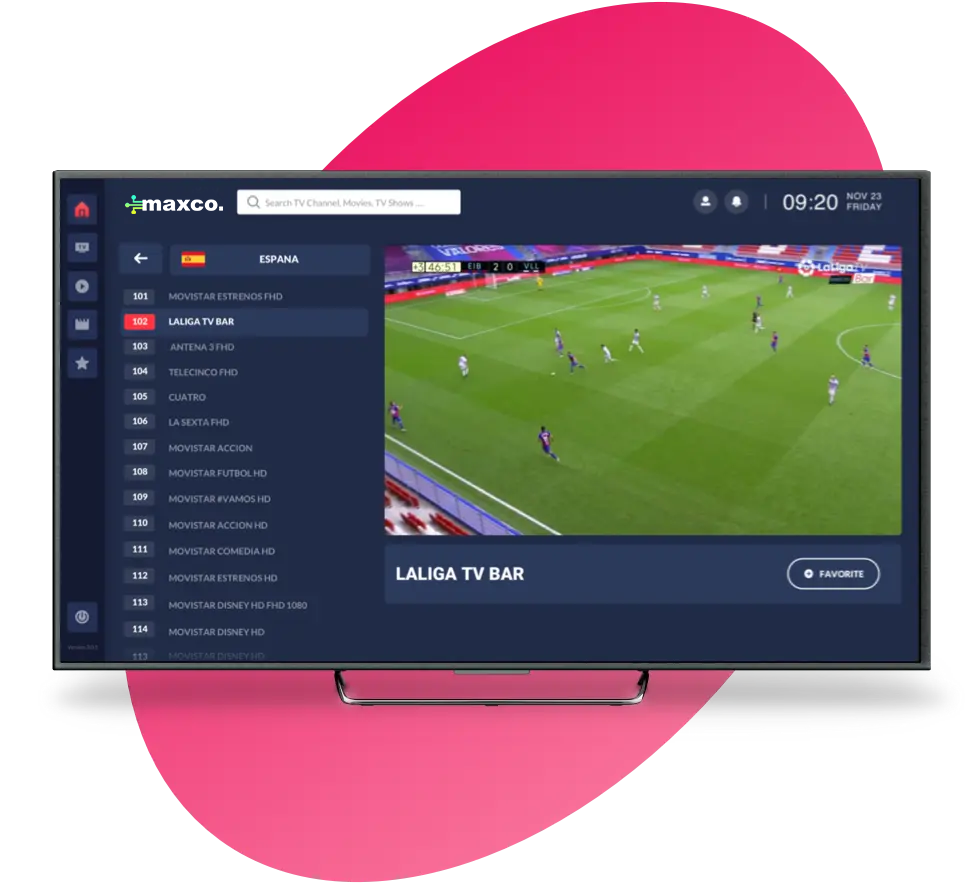 maxco.
Search TV Channel, Movies, TV Shows ....
09:20
NOV 23
FRIDAY
ESPANA
101 MOVISTAR ESTRENOS FHD
102 LALIGA TV BAR
103 ANTENA 3 FHD
104 TELECINCO FHD
105 CUATRO
106 LA SEXTA FHD
107 MOVISTAR ACCION
108 MOVISTAR FUTBOL HD
109 MOVISTAR #VAMOS HD
110 MOVISTAR ACCION HD
111 MOVISTAR COMEDIA HD
112 MOVISTAR ESTRENOS HD
113 MOVISTAR DISNEY HD FHD 1080
114 MOVISTAR DISNEY HD
113 MOVISTAR DISNEY HD
VALORES
+3 46:51 EIB 2 0 VLL
LaLiga TV
Bar
LALIGA TV BAR
FAVORITE